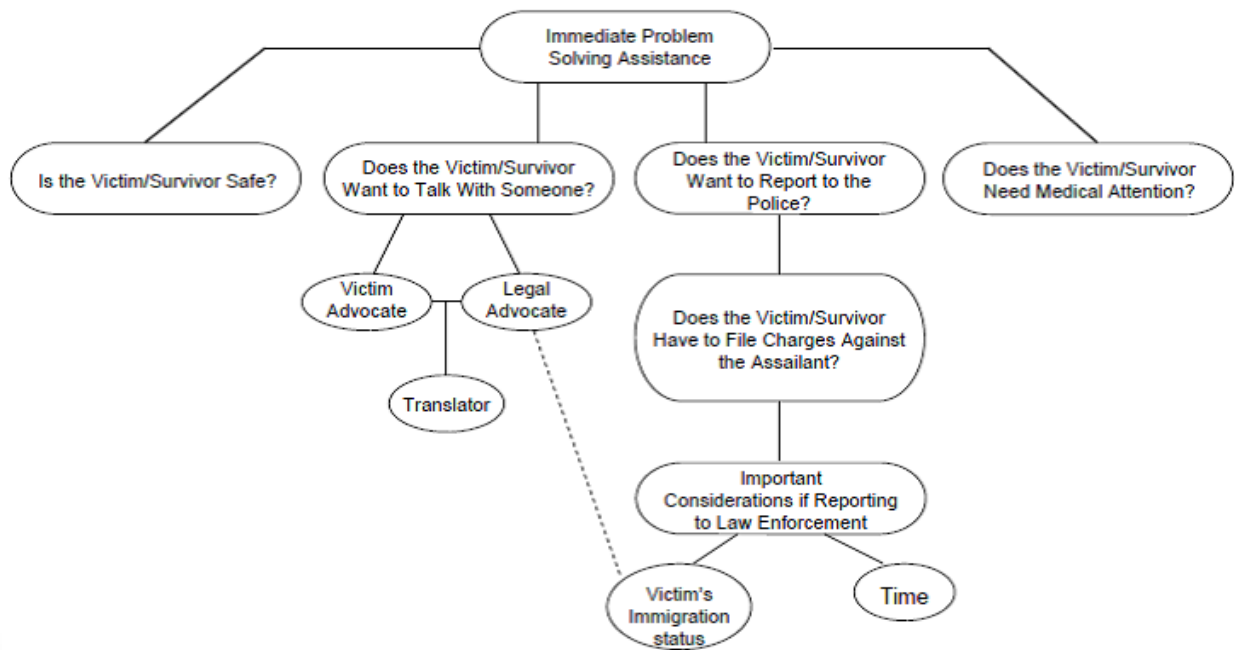 Immediate Problem
Solving Assistance
Is the Victim/Survivor Safe?
Does the Victim/Survivor
Want to Talk With Someone?
Does the Victim/Survivor
Want to Report to the
Police?
Does the Victim/Survivor
Need Medical Attention?
Victim
Advocate
Legal
Advocate
Translator
Does the Victim/Survivor
Have to File Charges Against
the Assailant?
Important
Considerations if Reporting
to Law Enforcement
Victim's
Immigration
status
Time